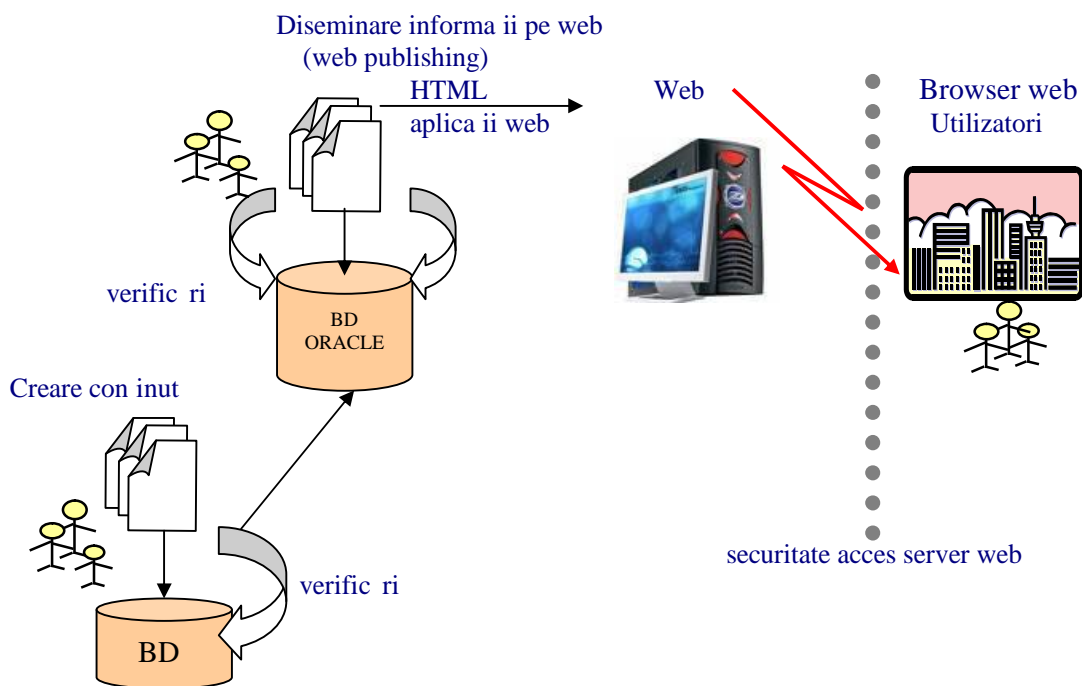 Diseminare informa ii pe web
(web publishing)
HTML
aplica ii web
Web
Browser web
Utilizatori
verific ri
BD
ORACLE
Creare con inut
securitate acces server web
verific ri
BD